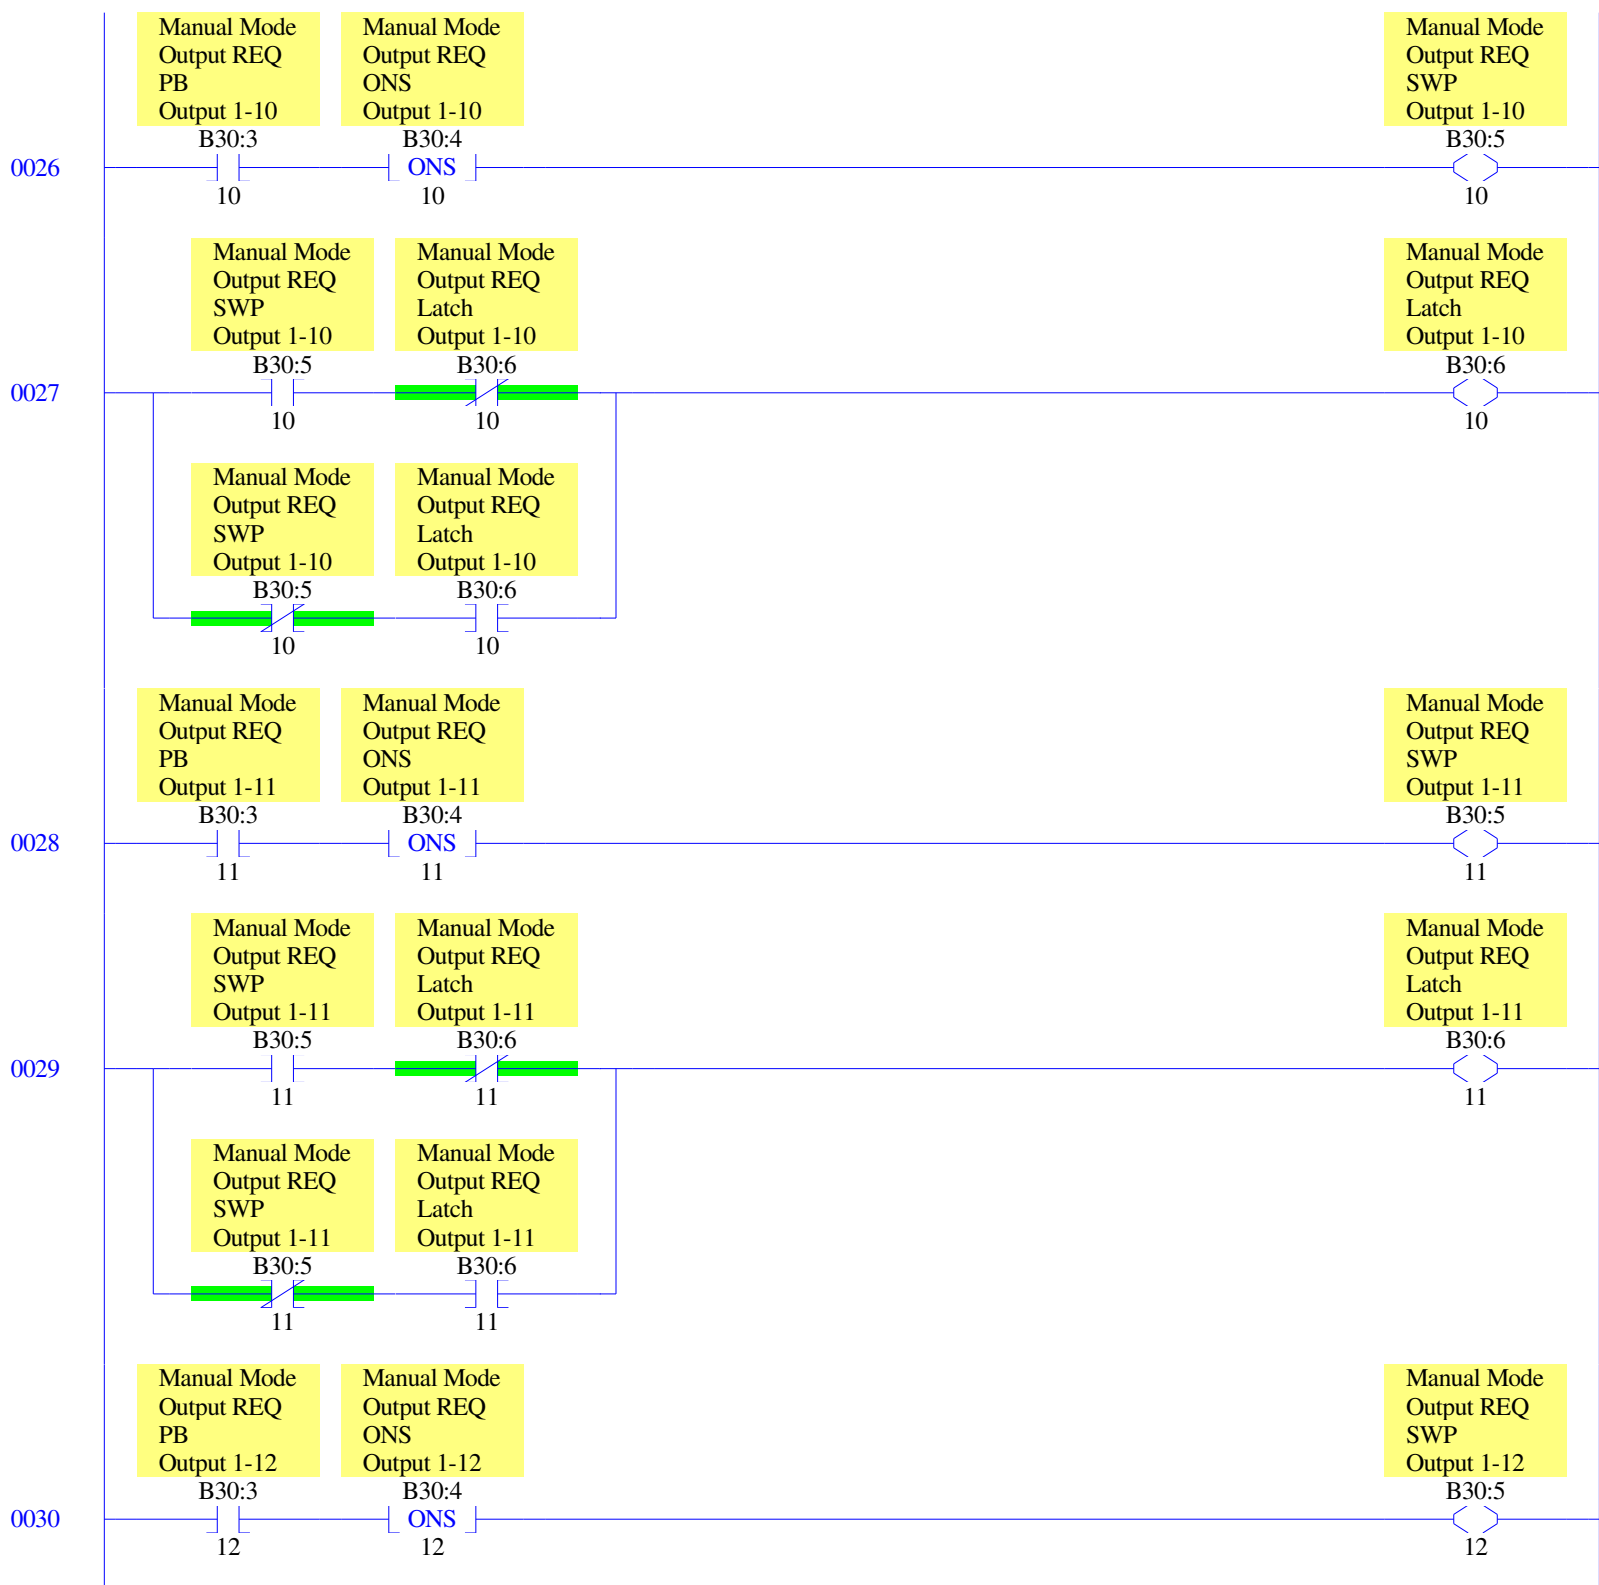 Manual Mode
Output REQ
PB
Output 1-10
B30:3
10
Manual Mode
Output REQ
ONS
Output 1-10
B30:4
ONS
10
Manual Mode
Output REQ
SWP
Output 1-10
B30:5
10
0026
Manual Mode
Output REQ
SWP
Output 1-10
B30:5
10
Manual Mode
Output REQ
Latch
Output 1-10
B30:6
10
Manual Mode
Output REQ
Latch
Output 1-10
B30:6
10
0027
Manual Mode
Output REQ
SWP
Output 1-10
B30:5
10
Manual Mode
Output REQ
Latch
Output 1-10
B30:6
10
Manual Mode
Output REQ
PB
Output 1-11
B30:3
11
Manual Mode
Output REQ
ONS
Output 1-11
B30:4
ONS
11
Manual Mode
Output REQ
SWP
Output 1-11
B30:5
11
0028
Manual Mode
Output REQ
SWP
Output 1-11
B30:5
11
Manual Mode
Output REQ
Latch
Output 1-11
B30:6
11
Manual Mode
Output REQ
Latch
Output 1-11
B30:6
11
0029
Manual Mode
Output REQ
SWP
Output 1-11
B30:5
11
Manual Mode
Output REQ
Latch
Output 1-11
B30:6
11
Manual Mode
Output REQ
PB
Output 1-12
B30:3
12
Manual Mode
Output REQ
ONS
Output 1-12
B30:4
ONS
12
Manual Mode
Output REQ
SWP
Output 1-12
B30:5
12
0030